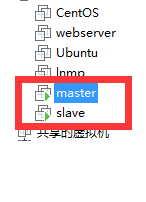 CentOS
webserver
Ubuntu
lnmp
master
slave
共享的虚拟机